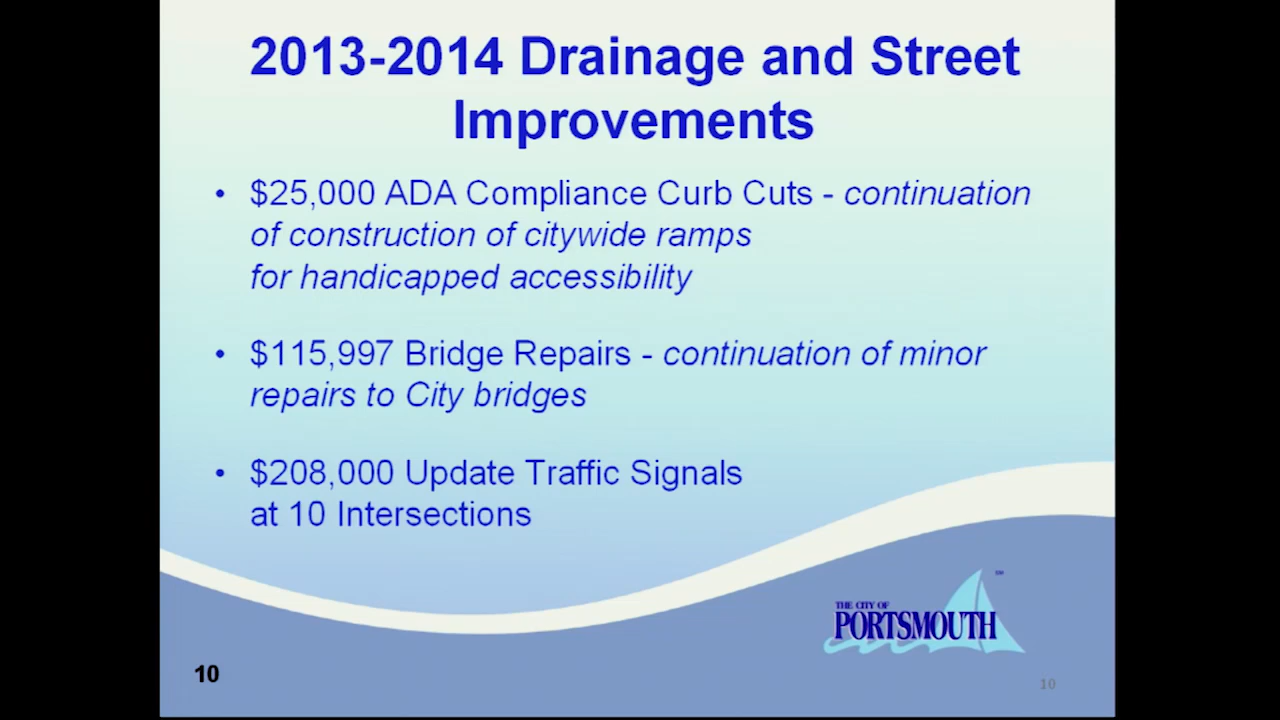 2013-2014 Drainage and Street
Improvements
• $25,000 ADA Compliance Curb Cuts - continuation
of construction of citywide ramps
for handicapped accessibility
• $115,997 Bridge Repairs - continuation of minor
repairs to City bridges
• $208,000 Update Traffic Signals
at 10 Intersections
THE CITY OF
PORTSMOUTH
10
10